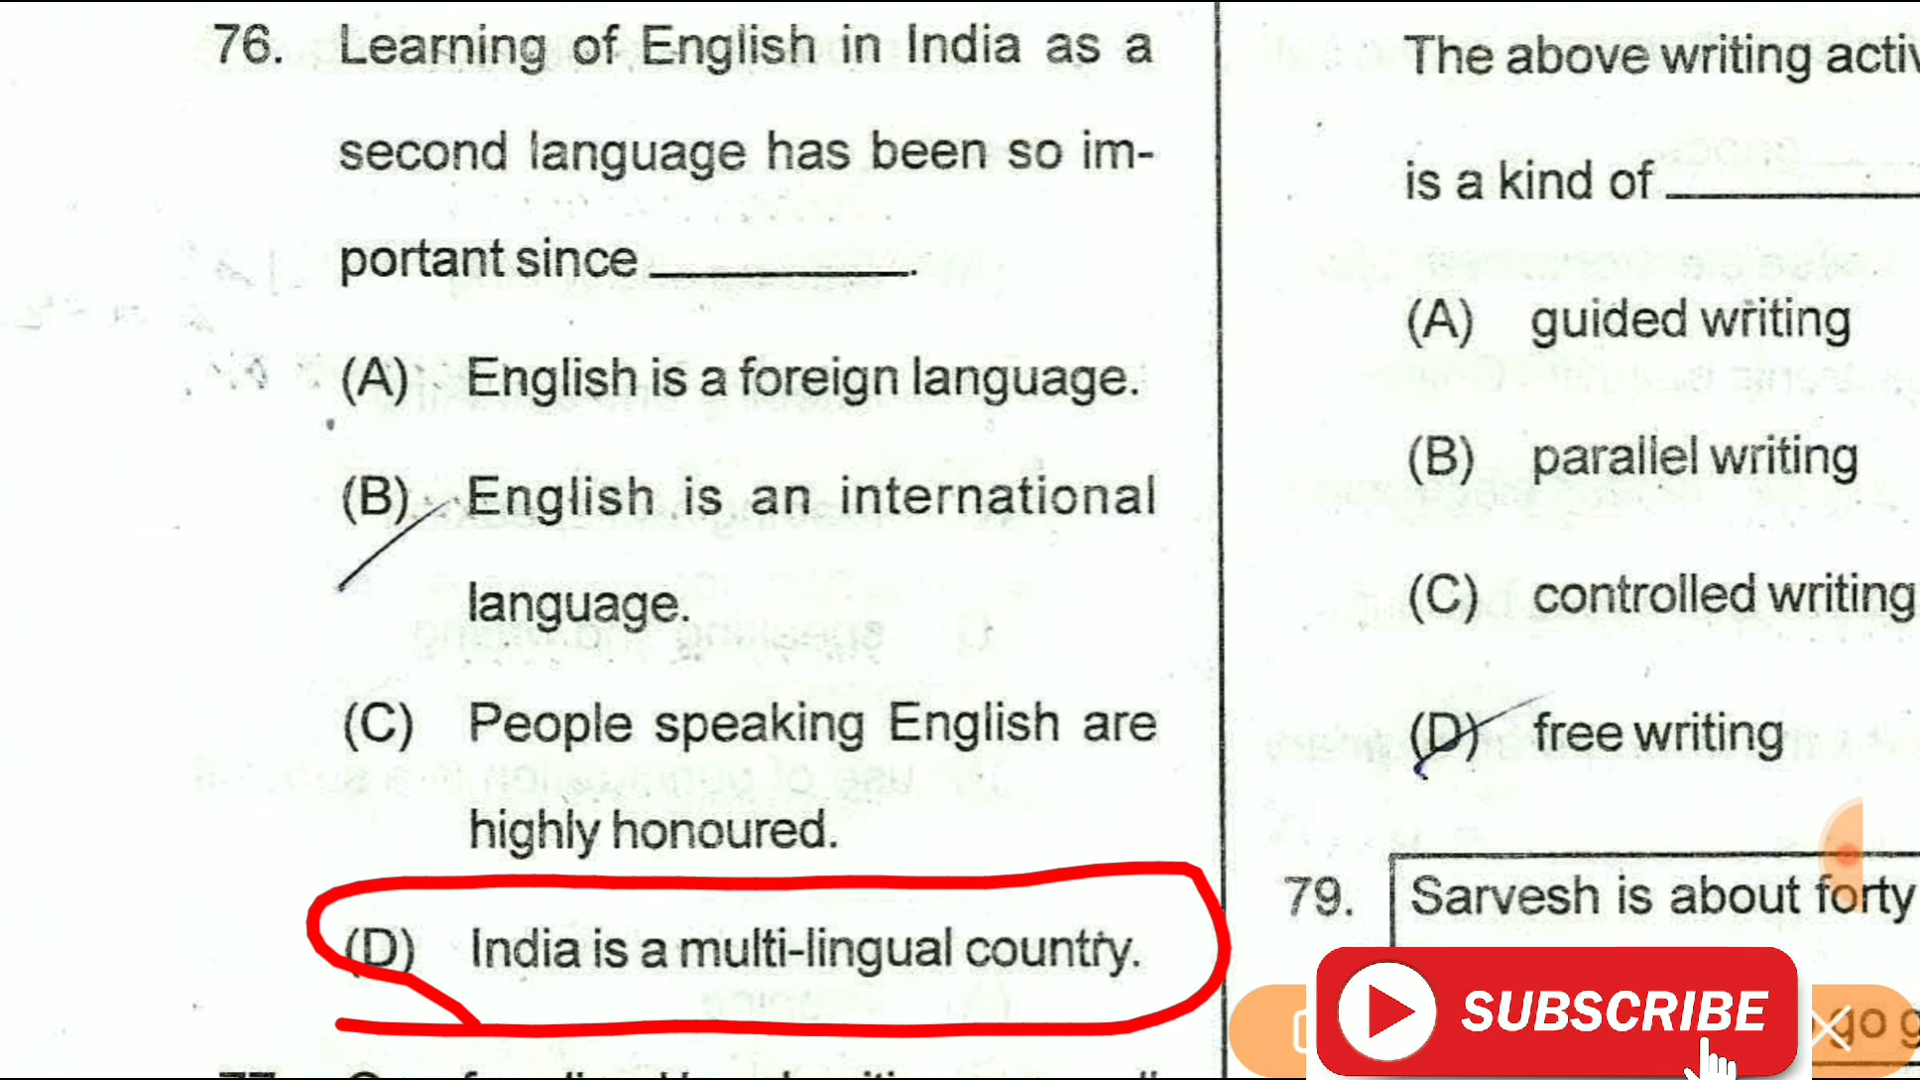 76. Learning of English in India as a
second language has been so im-
portant since ________.
(A) English is a foreign language.
(B) English is an international
language.
(C) People speaking English are
highly honoured.
(D) India is a multi-lingual country.
The above writing
is a kind of ________
(A) guided writing
(B) parallel writing
(C) controlled writing
(D) free writing
79. Sarvesh is about forty
go
SUBSCRIBE